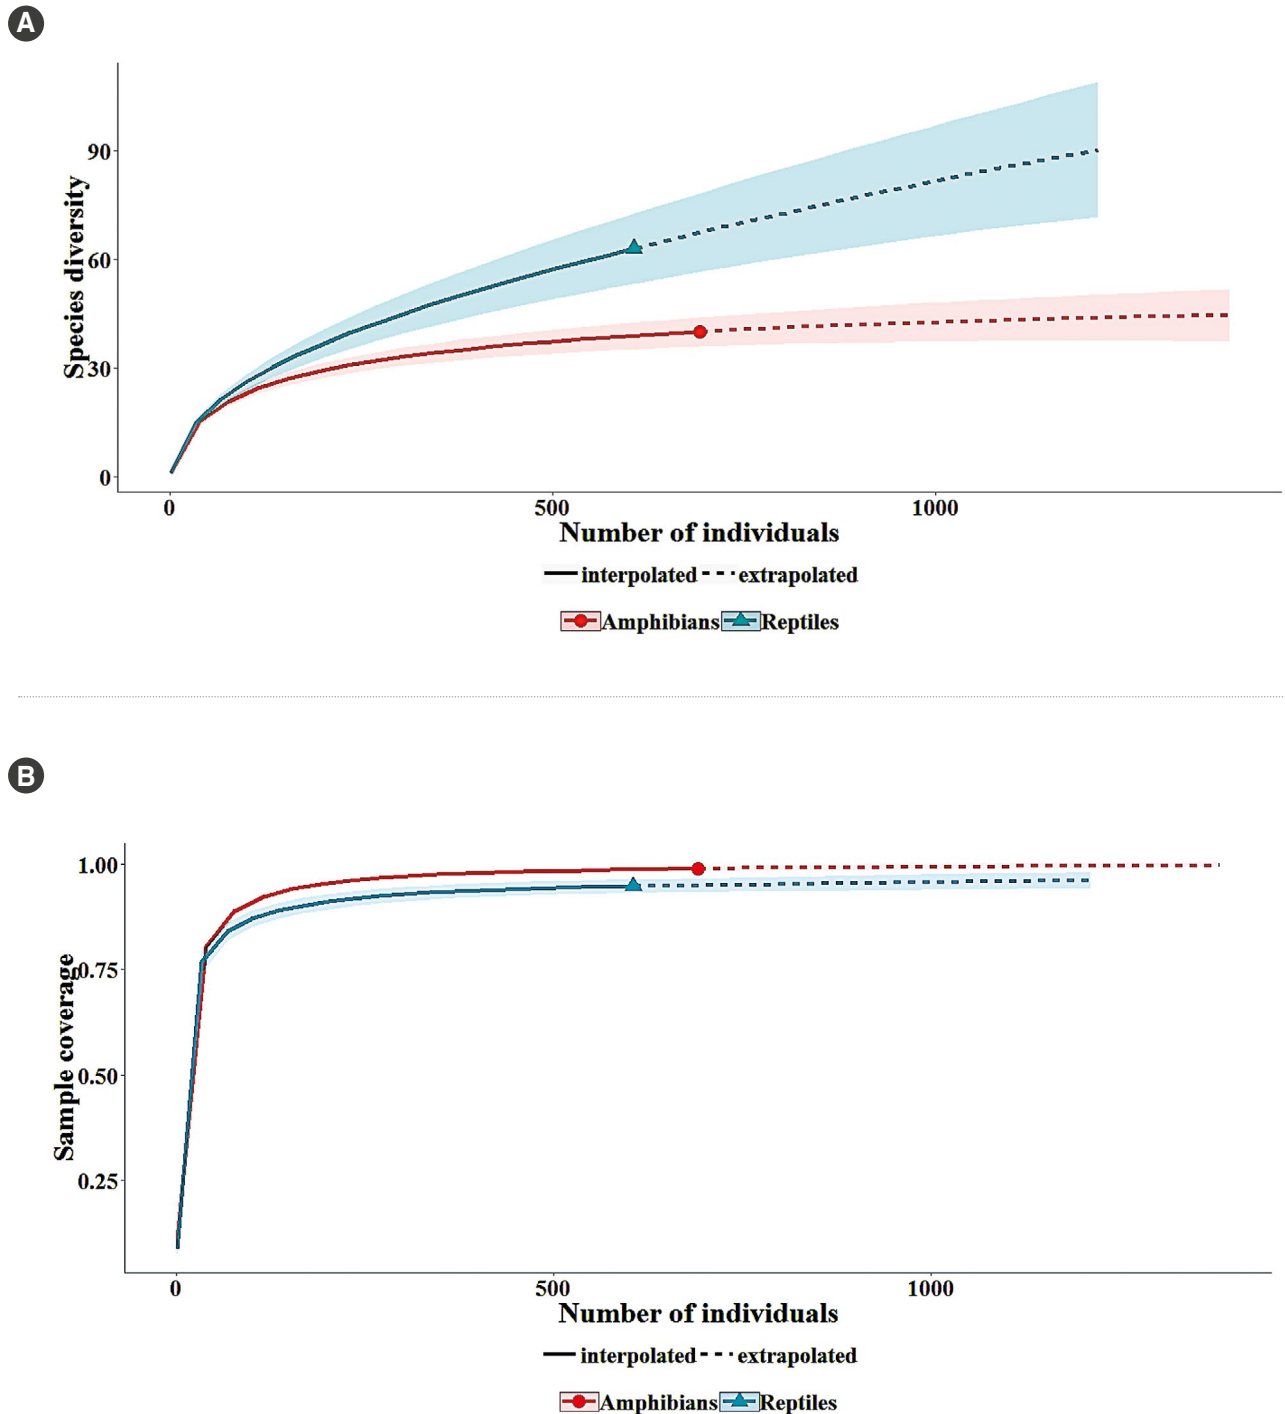 A
Species diversity
90
60
30
0
0 500 1000
Number of individuals
interpolated extrapolated
Amphibians Reptiles
B
Sample coverage
1.00
0.75
0.50
0.25
0 500 1000
Number of individuals
interpolated extrapolated
Amphibians Reptiles